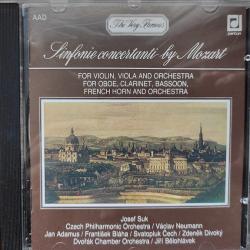 AAD
The Very Famous
panton
Sinfonie concertanti·by Mozart
FOR VIOLIN, VIOLA AND ORCHESTRA
FOR OBOE, CLARINET, BASSOON,
FRENCH HORN AND ORCHESTRA
Josef Suk
Czech Philharmonic Orchestra / Václav Neumann
Jan Adamus / František Bláha / Svatopluk Čech / Zdeněk Divoký
Dvořák Chamber Orchestra / Jiří Bělohlávek